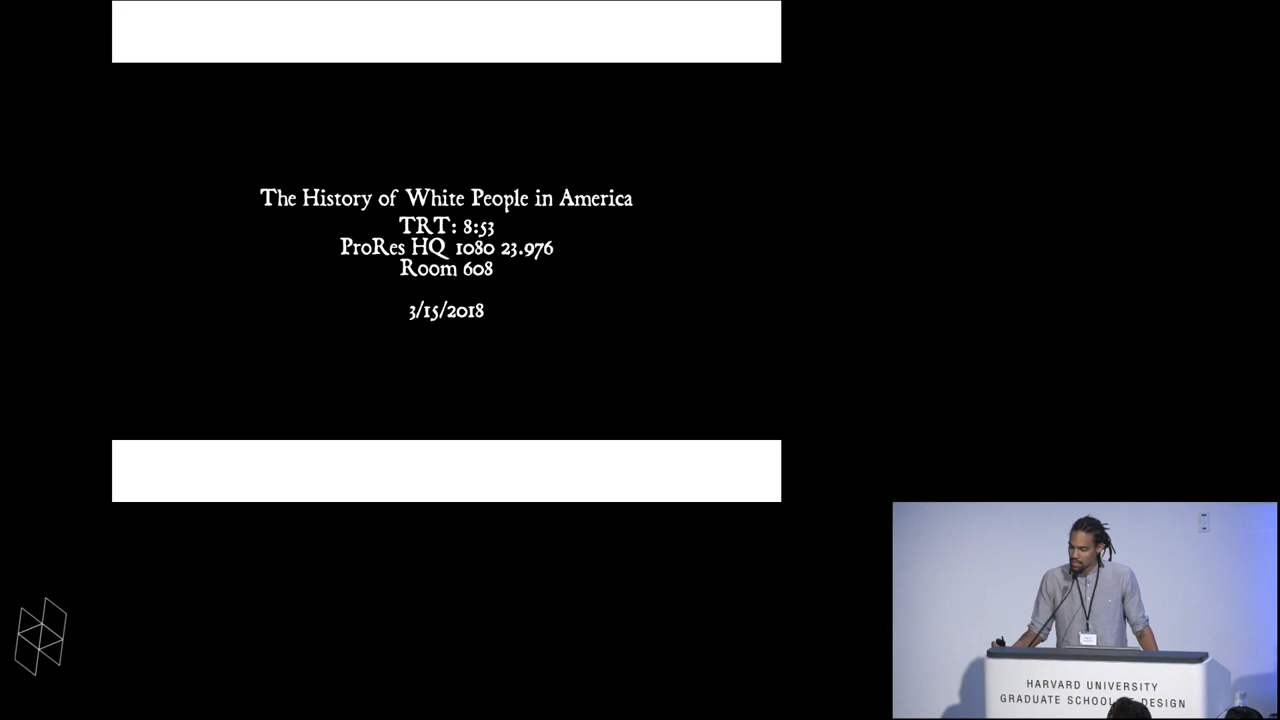 The History of White People in America
TRT: 8:53
ProRes HQ 1080 23.976
Room 608
3/15/2018
HARVARD UNIVERSITY
GRADUATE SCHOOL DESIGN